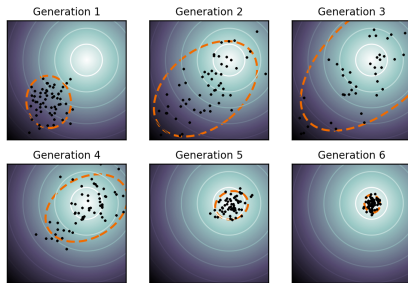 Generation 1
Generation 2
Generation 3
Generation 4
Generation 5
Generation 6